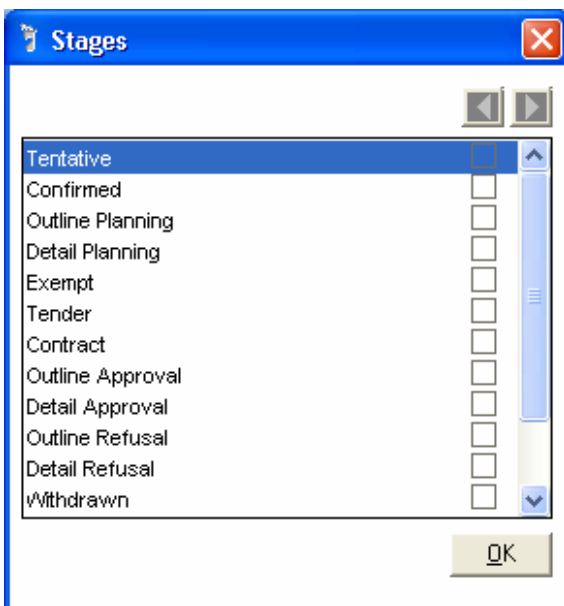 Stages
Tentative
Confirmed
Outline Planning
Detail Planning
Exempt
Tender
Contract
Outline Approval
Detail Approval
Outline Refusal
Detail Refusal
Withdrawn
OK